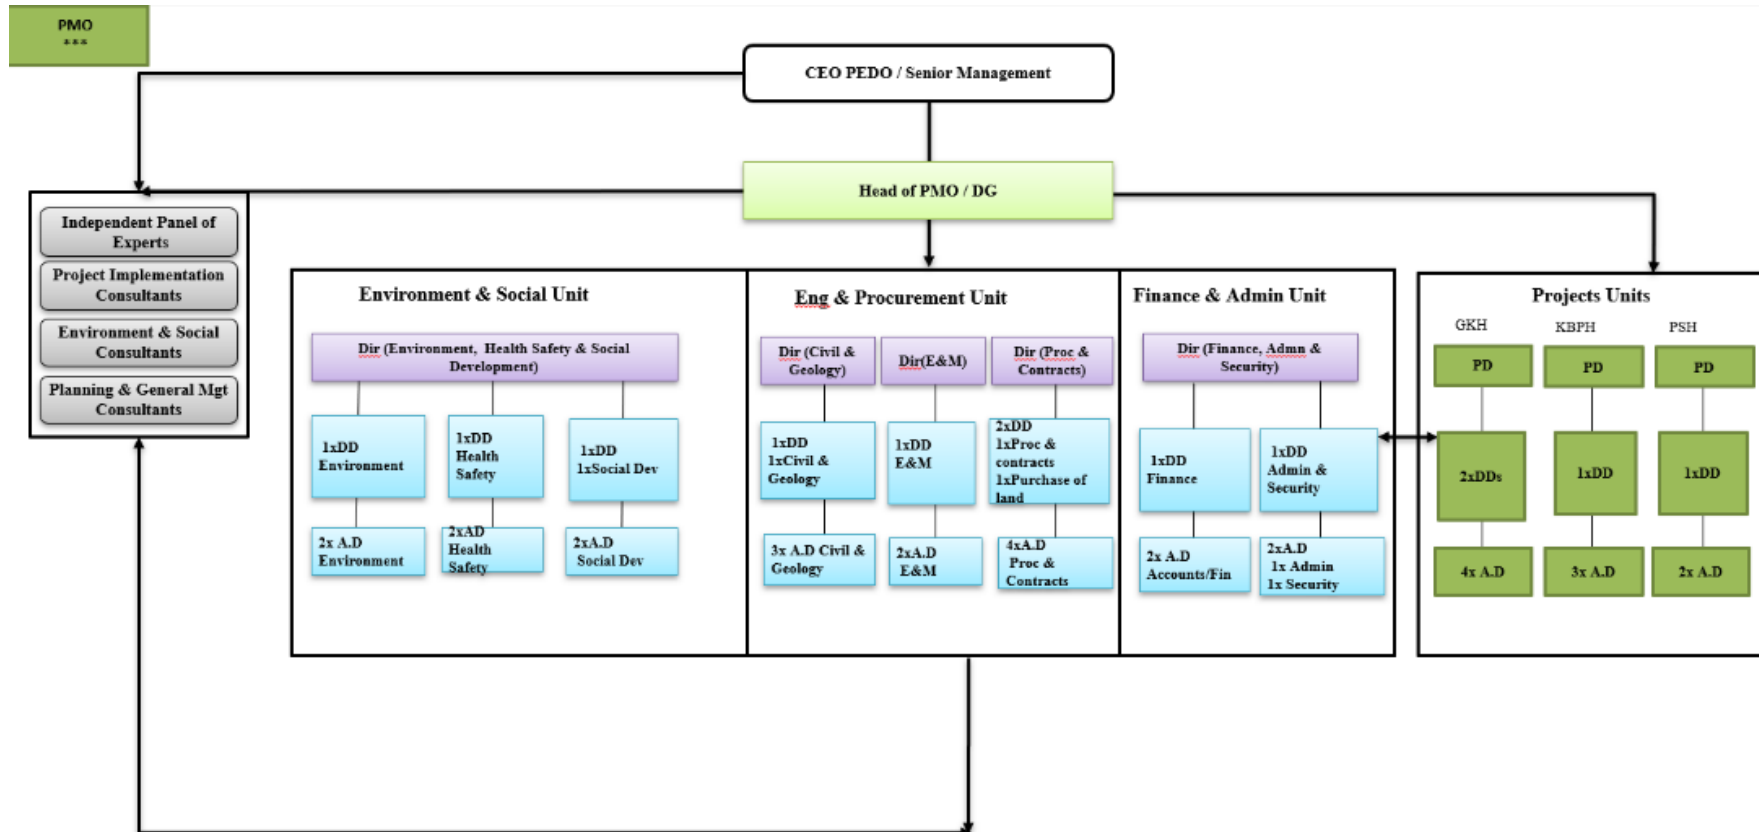 PMO
***
CEO PEDO / Senior Management
Head of PMO / DG
Independent Panel of
Experts
Project Implementation
Consultants
Environment & Social
Consultants
Planning & General Mgt
Consultants
Environment & Social Unit
Dir (Environment, Health Safety & Social
Development)
1xDD
Environment
1xDD
Health
Safety
1xDD
1xSocial Dev
2x A.D
Environment
2xAD
Health
Safety
2xA.D
Social Dev
Eng & Procurement Unit
Dir (Civil &
Geology)
Dir(E&M)
Dir (Proc &
Contracts)
1xDD
1xCivil &
Geology
1xDD
E&M
2xDD
1xProc &
contracts
1xPurchase of
land
3x A.D Civil &
Geology
2xA.D
E&M
4xA.D
Proc &
Contracts
Finance & Admin Unit
Dir (Finance, Admn &
Security)
1xDD
Finance
1xDD
Admin &
Security
2x A.D
Accounts/Fin
2xA.D
1x Admin
1x Security
Projects Units
GKH
KBPH
PSH
PD
PD
PD
2xDDs
1xDD
1xDD
4x A.D
3x A.D
2x A.D